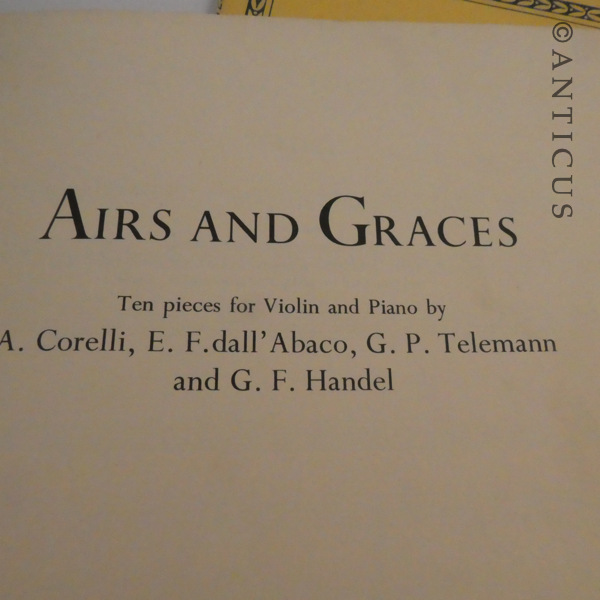 AIRS AND GRACES
Ten pieces for Violin and Piano by
A. Corelli, E. F.dall'Abaco, G. P. Telemann
and G. F. Handel
©ANTICUS